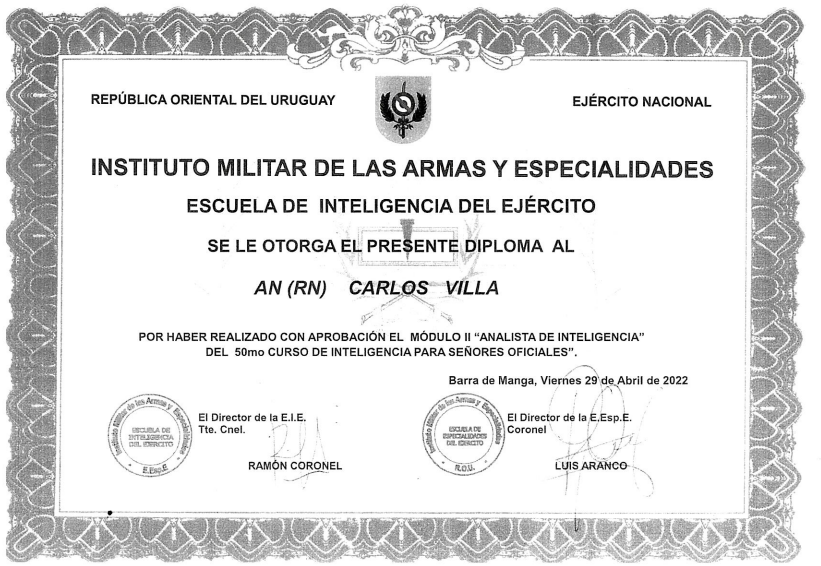 REPÚBLICA ORIENTAL DEL URUGUAY
EJÉRCITO NACIONAL
INSTITUTO MILITAR DE LAS ARMAS Y ESPECIALIDADES
ESCUELA DE INTELIGENCIA DEL EJÉRCITO
SE LE OTORGA EL PRESENTE DIPLOMA AL
AN (RN) CARLOS VILLA
POR HABER REALIZADO CON APROBACIÓN EL MÓDULO II “ANALISTA DE INTELIGENCIA”
DEL 50mo CURSO DE INTELIGENCIA PARA SEÑORES OFICIALES”.
Barra de Manga, Viernes 29 de Abril de 2022
Instituto Militar de las Armas y Especialidades
ESCUELA DE
INTELIGENCIA
DEL EJERCITO
E.Esp.E
El Director de la E.I.E.
Tte. Cnel.
RAMÓN CORONEL
Instituto Militar de las Armas y Especialidades
ESCUELA DE
ESPECIALIDADES
DEL EJERCITO
R.O.U.
El Director de la E.Esp.E.
Coronel
LUIS ARANCO